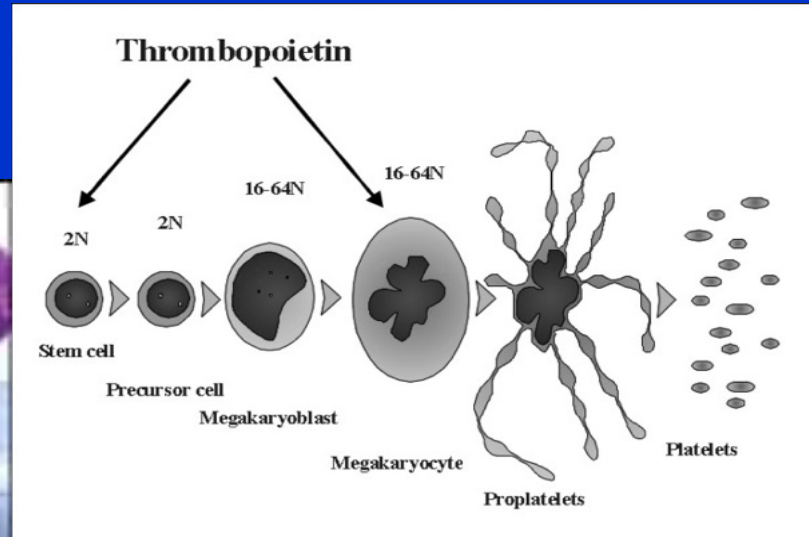 Thrombopoietin
16-64N
16-64N
2N
2N
Stem cell
Precursor cell
Megakaryoblast
Megakaryocyte
Proplatelets
Platelets